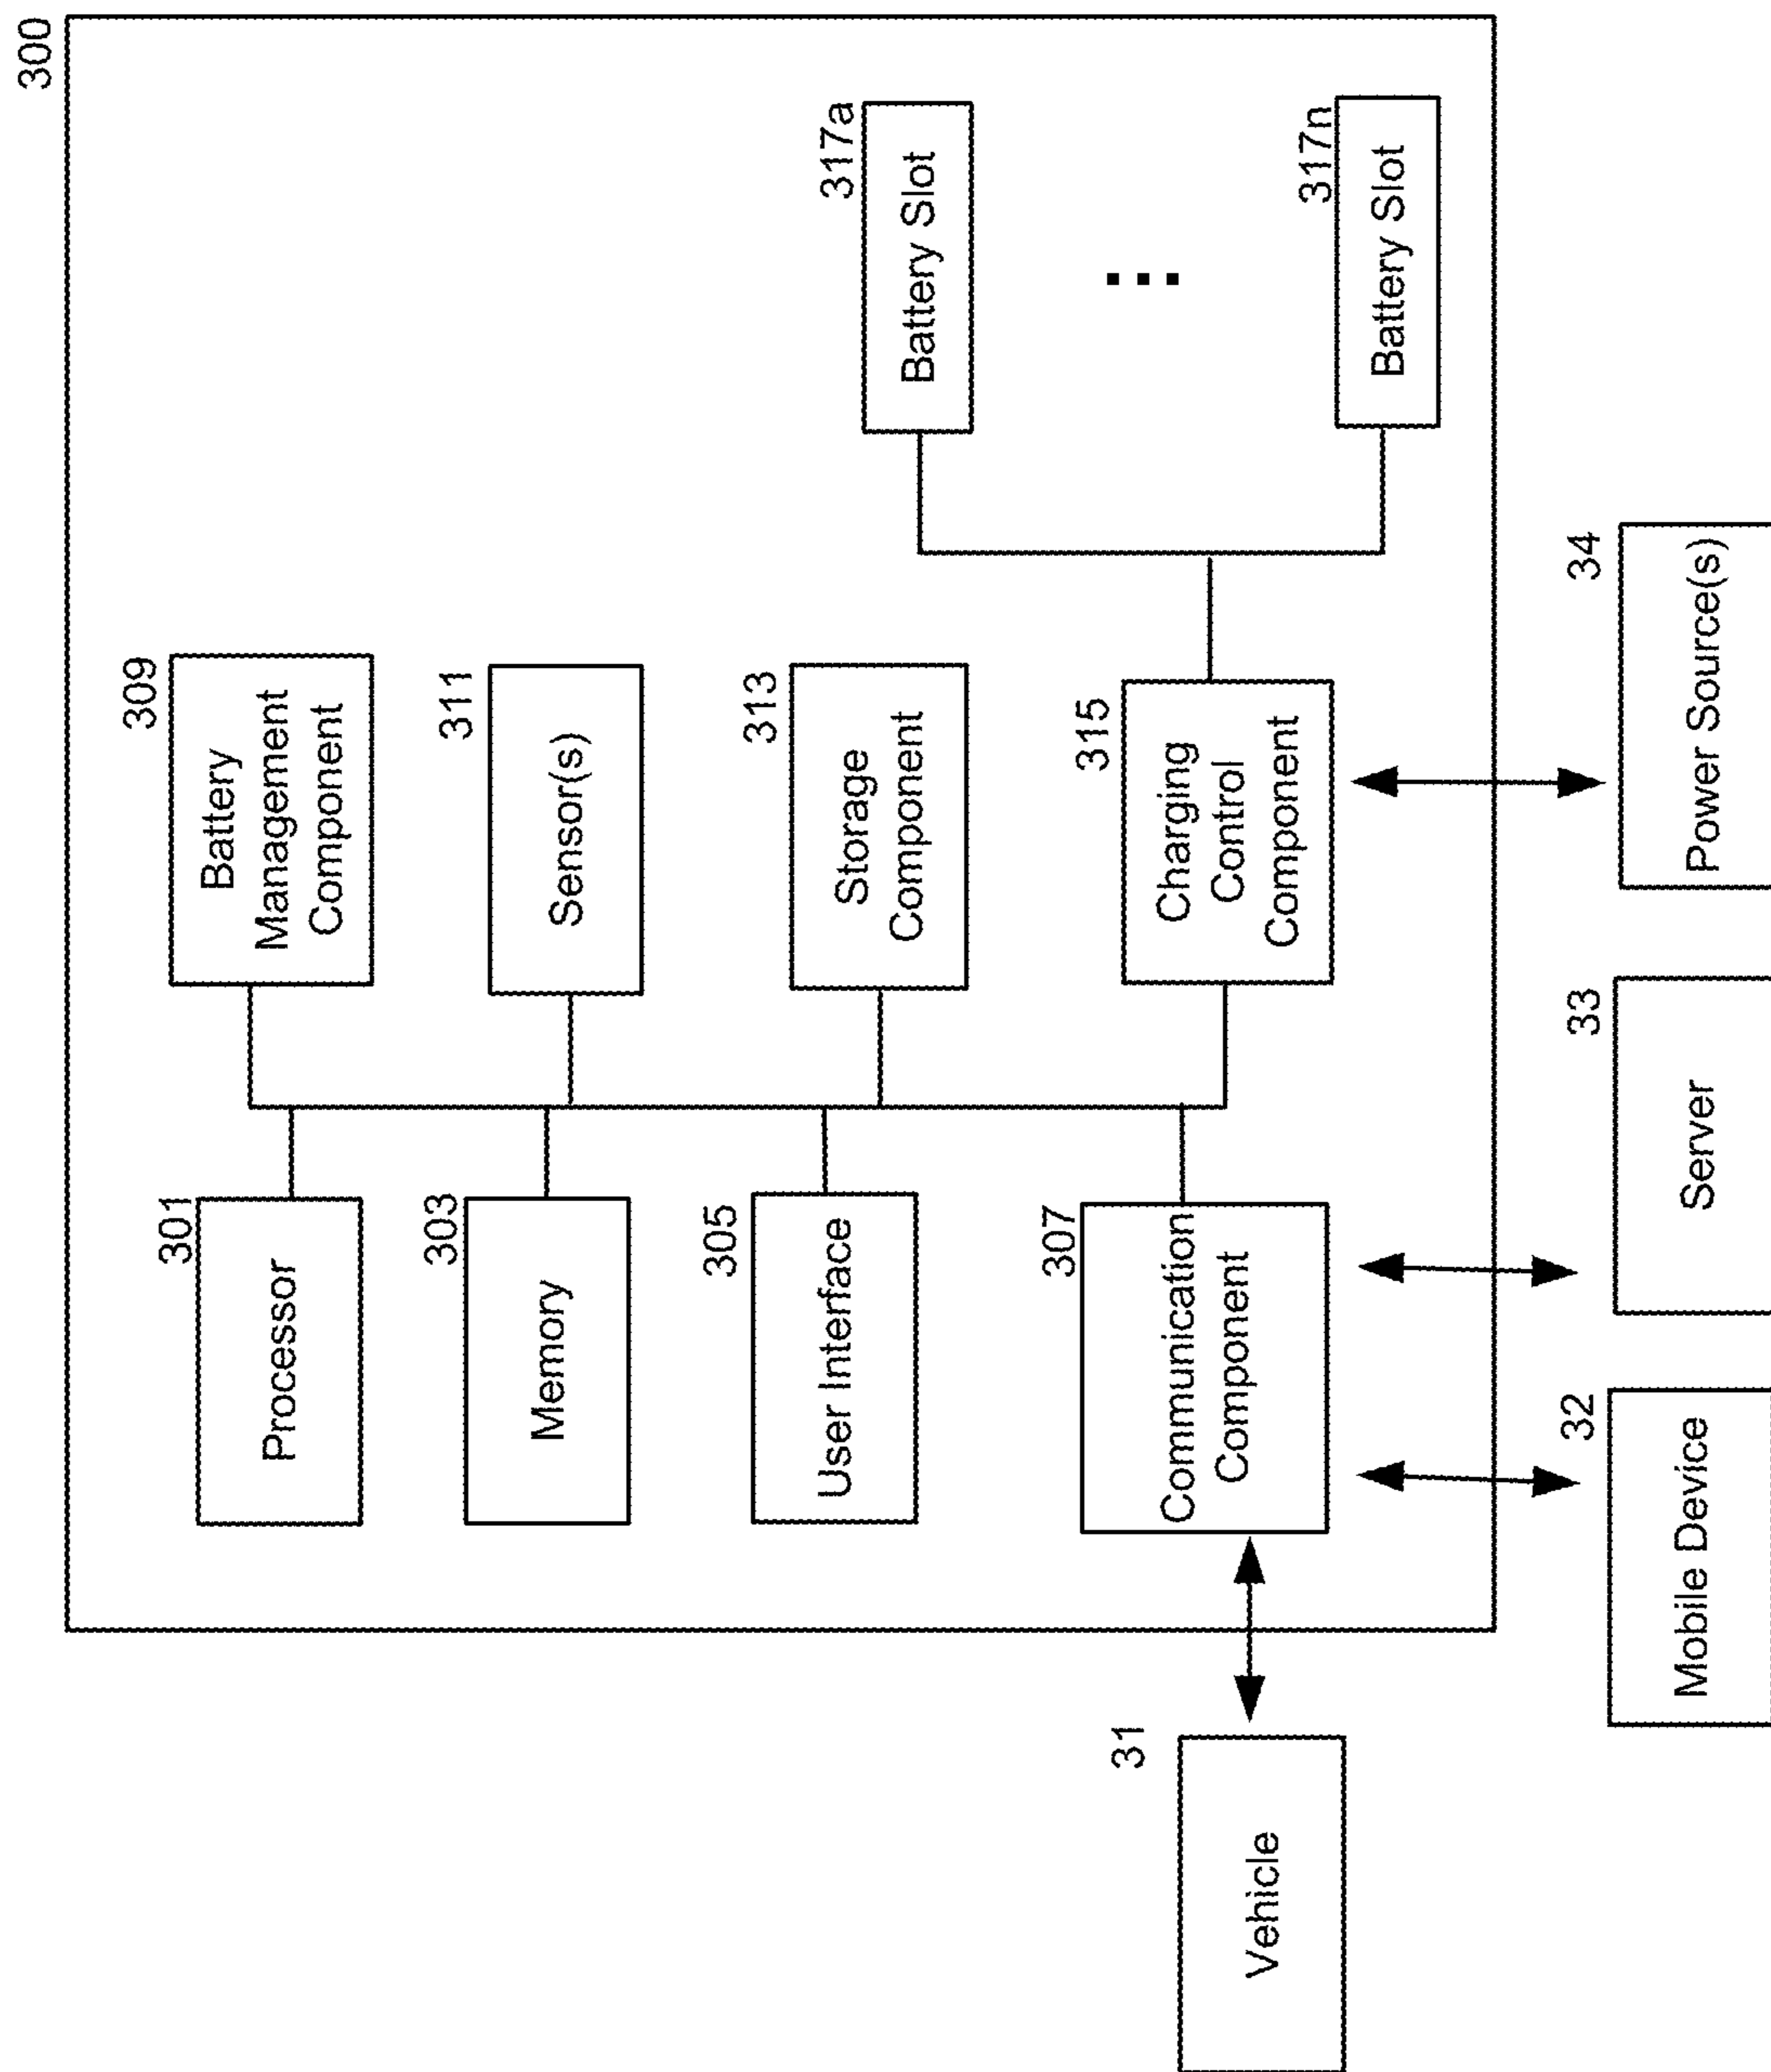 300
301
Processor
309
Battery
Management
Component
303
Memory
311
Sensor(s)
317a
Battery Slot
305
User Interface
313
Storage
Component
...
307
Communication
Component
315
Charging
Control
Component
317n
Battery Slot
31
Vehicle
32
Mobile Device
33
Server
34
Power Source(s)